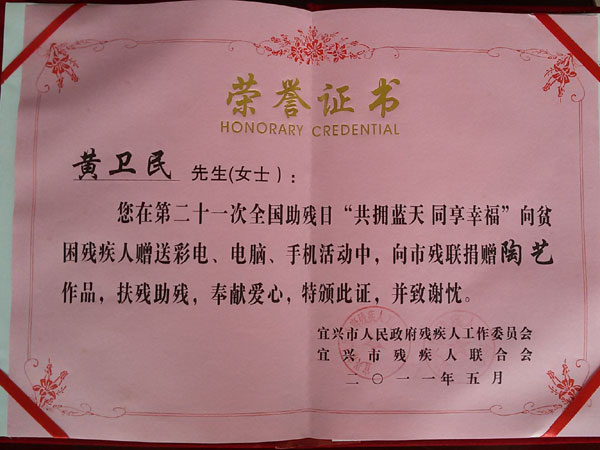 荣誉证书
HONORARY CREDENTIAL
黄卫民 先生(女士):
您在第二十一次全国助残日“共拥蓝天 同享幸福”向贫
困残疾人赠送彩电、电脑、手机活动中，向市残联捐赠陶艺
作品，扶残助残，奉献爱心，特颁此证，并致谢忱。
宜兴市人民政府残疾人工作委员会
宜兴市残疾人联合会
二〇一一年五月